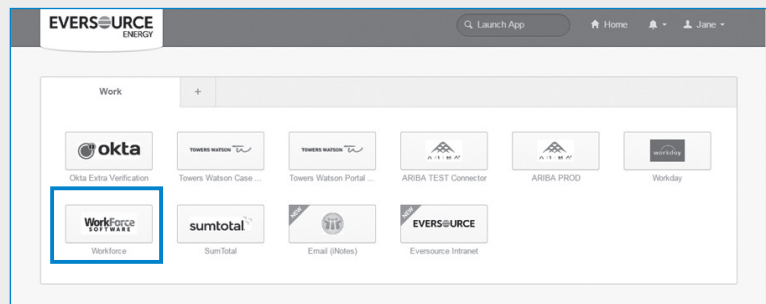 EVERSOURCE
ENERGY
Launch App
Home
Jane
Work
+
okta
TOWERS WATSON
TOWERS WATSON
ARIBA
ARIBA
workday
Okta Extra Verification
Towers Watson Case ...
Towers Watson Portal ...
ARIBA TEST Connector
ARIBA PROD
Workday
WorkForce
SOFTWARE
sumtotal
NEW
NEW
EVERSOURCE
Workforce
SumTotal
Email (iNotes)
Eversource Intranet